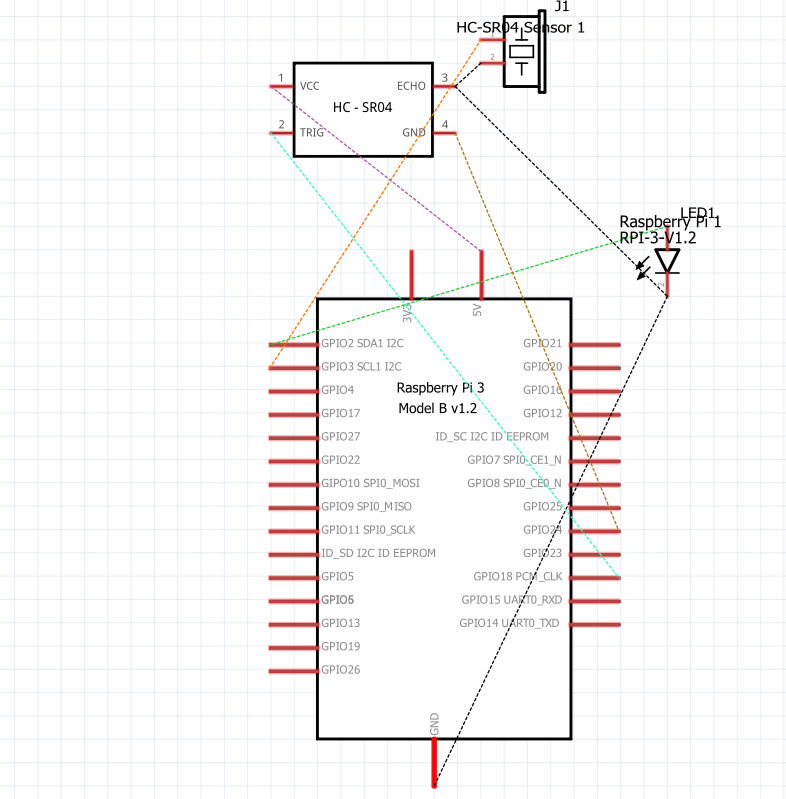 J1
HC-SR04 Sensor 1
1
2
1
VCC
ECHO
3
HC - SR04
2
TRIG
GND
4
LED1
Raspberry Pi 1
RPI-3-V1.2
2
3V3
5V
GPIO2 SDA1 I2C
GPIO21
GPIO3 SCL1 I2C
GPIO20
GPIO4
GPIO16
Raspberry Pi 3
Model B v1.2
GPIO17
GPIO12
GPIO27
ID_SC I2C ID EEPROM
GPIO22
GPIO7 SPI0_CE1_N
GIPO10 SPI0_MOSI
GPIO8 SPI0_CE0_N
GPIO9 SPI0_MISO
GPIO25
GPIO11 SPI0_SCLK
GPIO24
ID_SD I2C ID EEPROM
GPIO23
GPIO5
GPIO18 PCM_CLK
GPIO6
GPIO15 UART0_RXD
GPIO13
GPIO14 UART0_TXD
GPIO19
GPIO26
GND